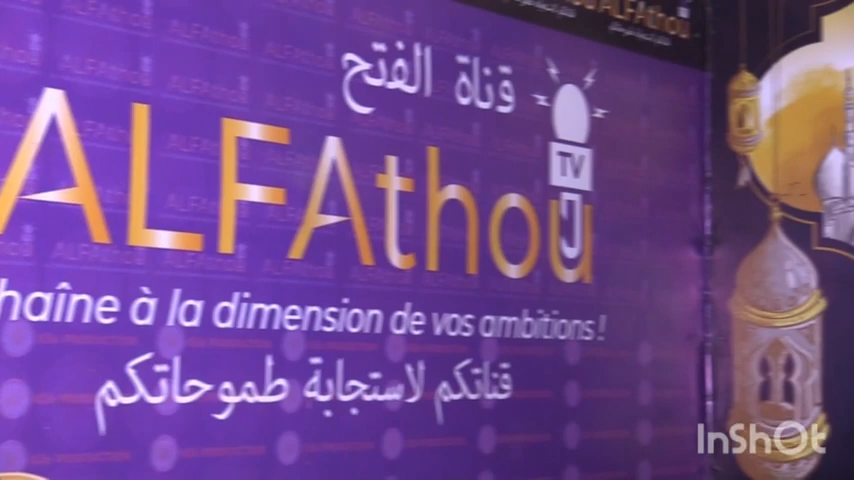 قناة الفتح
ALFAthou
TV
haîne à la dimension de vos ambitions !
قناتكم لاستجابة طموحاتكم
InShOt